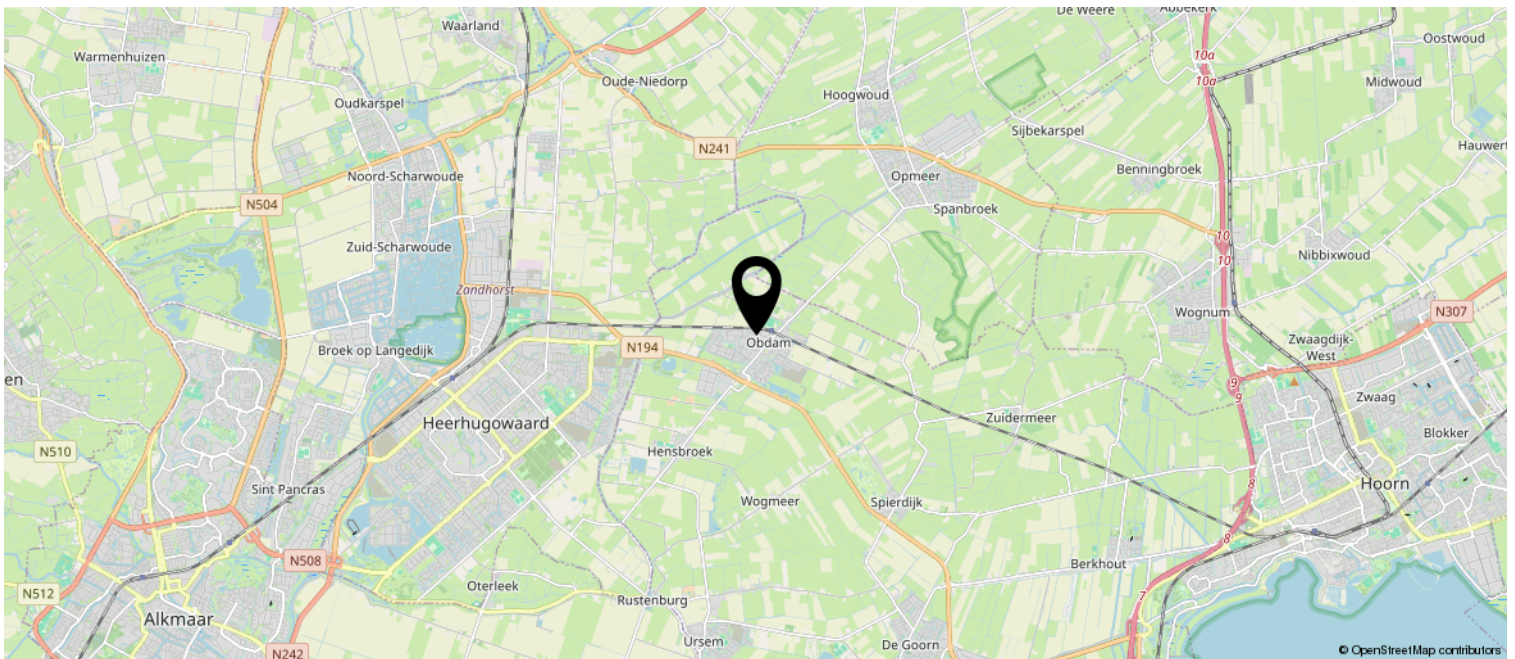 De Weere
Abbekerk
Waarland
Oostwoud
Warmenhuizen
10a
10a
Oude-Niedorp
Midwoud
Hoogwoud
Oudkarspel
Sijbekarspel
N241
Hauwert
Benningbroek
Noord-Scharwoude
Opmeer
N504
Spanbroek
10
Zuid-Scharwoude
Nibbixwoud
10
Zandhorst
Wognum
N307
Zwaagdijk-
West
Obdam
N194
Broek op Langedijk
en
9
9
Zwaag
Zuidermeer
Heerhugowaard
Blokker
N510
Hensbroek
Hoorn
8
Sint Pancras
Wogmeer
Spierdijk
8
N508
Berkhout
Oterleek
N512
7
Rustenburg
Alkmaar
Ursem
De Goorn
N242
© OpenStreetMap contributors